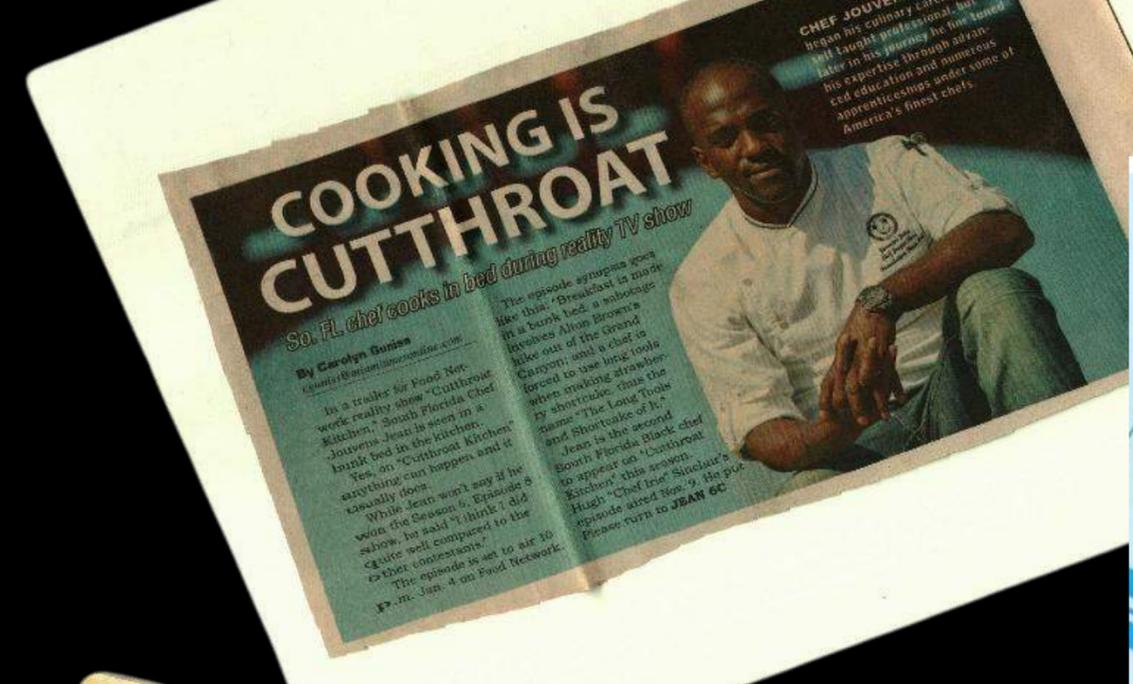 COOKING IS
CUTTHROAT
So. FL. chef cooks in bed during reality TV show
By Carolyn Guniss
In a trailer for Food Net-
work reality show "Cutthroat
Kitchen," South Florida Chef
Jouvens Jean is seen in a
bunk bed in the kitchen.
Yes, on "Cutthroat Kitchen"
anything can happen and it
usually does.
While Jean won't say if he
won the Season 6, Episode 8
show, he said "I think I did
quite well compared to the
other contestants."
The episode is set to air 10
p.m. Jan. 4 on Food Network.
The episode synopsis goes
like this: "Breakfast is made
in a bunk bed, a sabotage
involves Alton Brown's
hike out of the Grand
Canyon; and a chef is
forced to use long tools
when making strawber-
ry shortcake, thus the
name "The Long Tools
and Shortcake of It."
Jean is the second
South Florida Black chef
to appear on "Cutthroat
Kitchen" this season.
Hugh "Chef Irie" Sinclair's
episode aired Nov. 9. He put
Please turn to JEAN 6C
CHEF
began his culinary
self taught professional, but
later in his journey he fine tuned
his expertise through advan-
ced education and numerous
apprenticeships under some of
America's finest chefs.